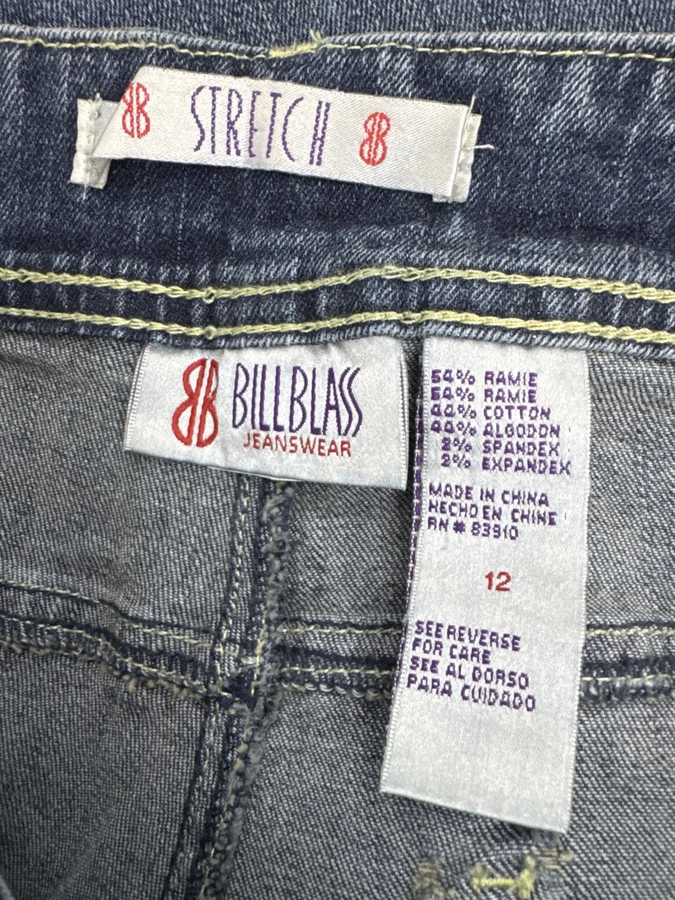 BB STRETCH BB
BB BILLBLASS
JEANSWEAR
54% RAMIE
54% RAMIE
44% COTTON
44% ALGODON
2% SPANDEX
2% EXPANDEX
MADE IN CHINA
HECHO EN CHINE
RN# 83910
12
SEE REVERSE
FOR CARE
SEE AL DORSO
PARA CUIDADO